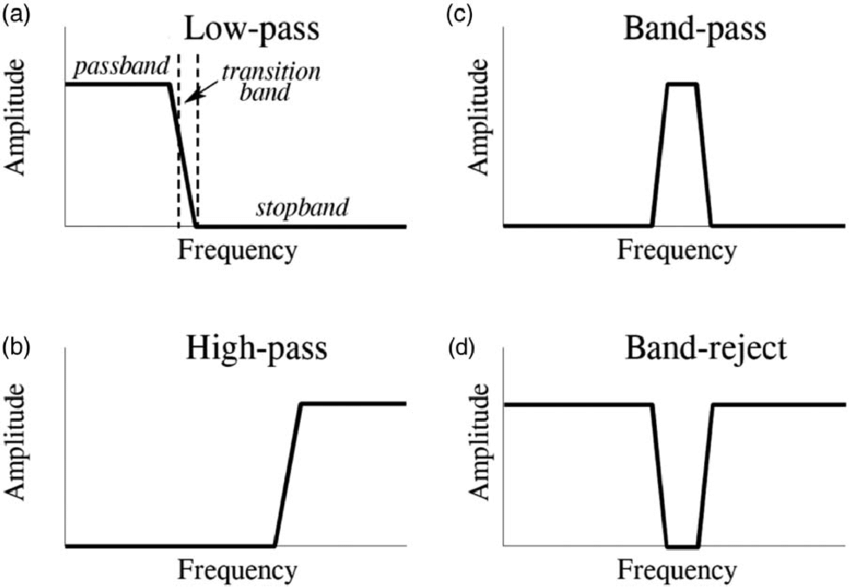 (a)
Low-pass
passband
transition
band
stopband
Amplitude
Frequency
(c)
Band-pass
Amplitude
Frequency
(b)
High-pass
Amplitude
Frequency
(d)
Band-reject
Amplitude
Frequency